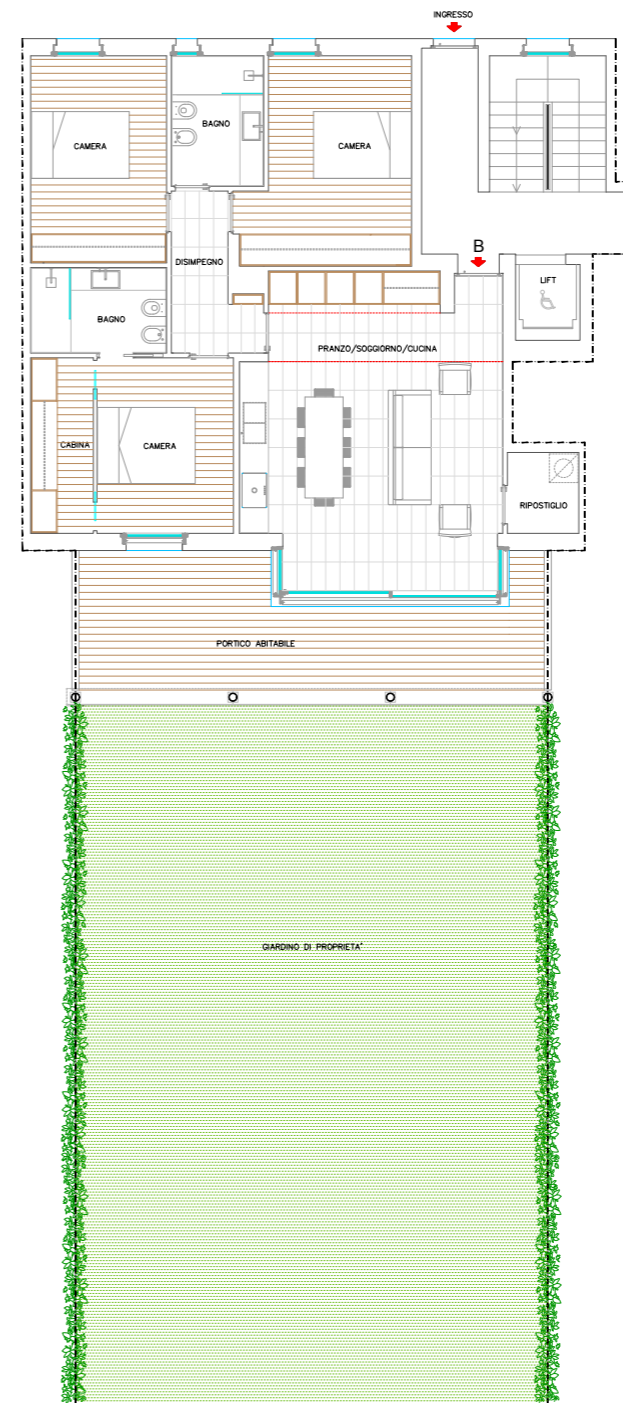 INGRESSO
BAGNO
CAMERA
CAMERA
B
DISIMPEGNO
LIFT
BAGNO
PRANZO/SOGGIORNO/CUCINA
CABINA
CAMERA
RIPOSTIGLIO
PORTICO ABITABILE
GIARDINO DI PROPRIETA'